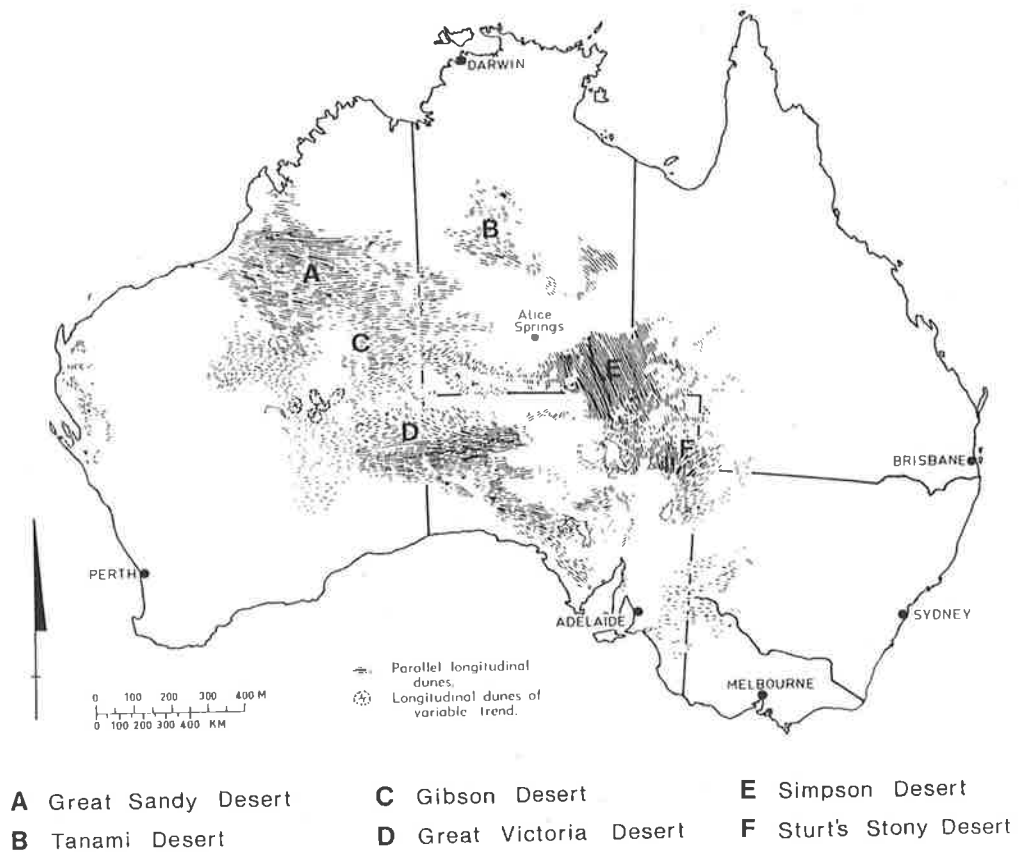 DARWIN
B
A
Alice
Springs
C
E
D
F
BRISBANE
PERTH
ADELAIDE
SYDNEY
MELBOURNE
Parallel longitudinal
dunes.
Longitudinal dunes of
variable trend.
0 100 200 300 400 M
0 100 200 300 400 KM
A Great Sandy Desert
B Tanami Desert
C Gibson Desert
D Great Victoria Desert
E Simpson Desert
F Sturt's Stony Desert